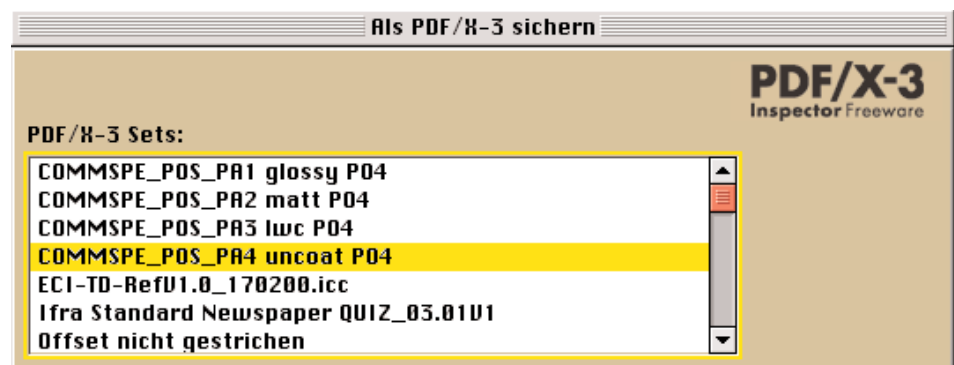 Als PDF/X-3 sichern
PDF/X-3
Inspector Freeware
PDF/X-3 Sets:
COMMSPE_POS_PA1 glossy P04
COMMSPE_POS_PA2 matt P04
COMMSPE_POS_PA3 lwc P04
COMMSPE_POS_PA4 uncoat P04
ECI-TD-RefV1.0_170200.icc
Ifra Standard Newspaper QUIZ_03.01V1
Offset nicht gestrichen